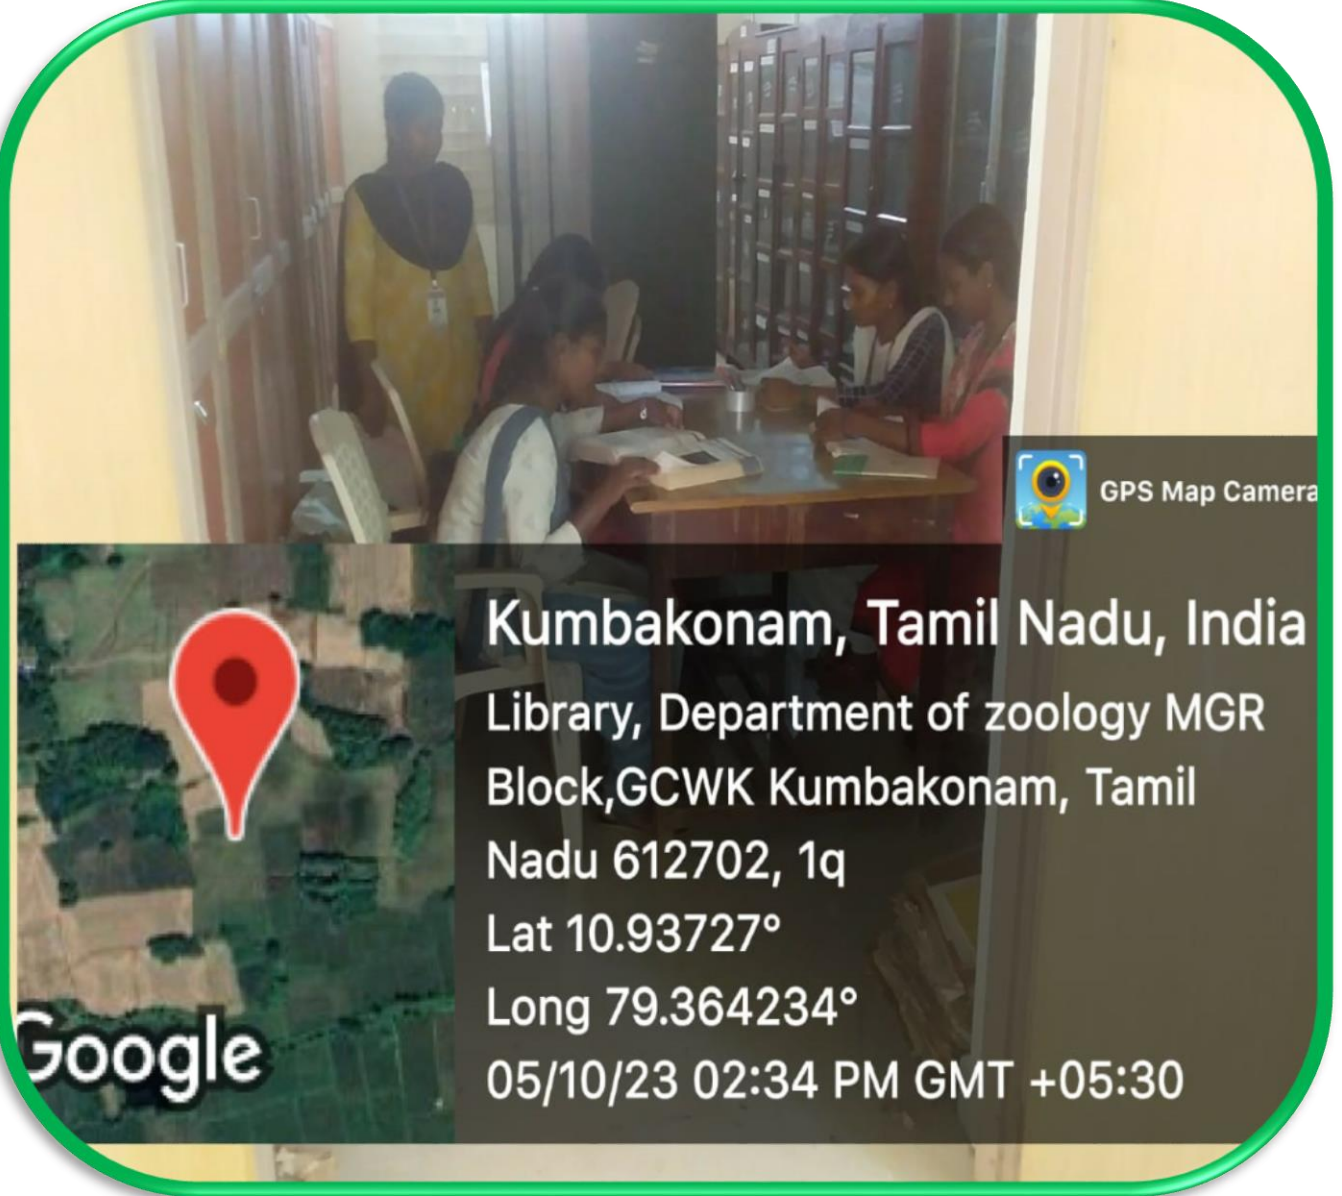 GPS Map Camera
Kumbakonam, Tamil Nadu, India
Library, Department of zoology MGR
Block,GCWK Kumbakonam, Tamil
Nadu 612702, 1q
Lat 10.93727°
Long 79.364234°
05/10/23 02:34 PM GMT +05:30
Google